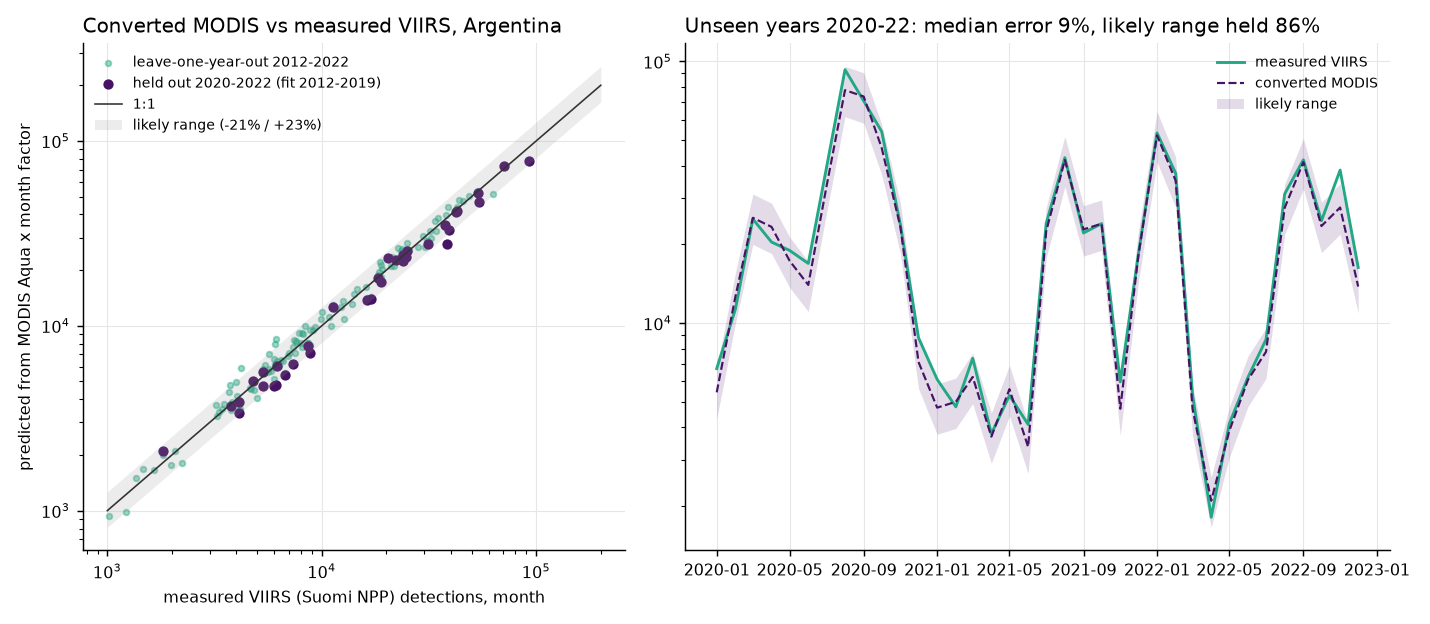 Converted MODIS vs measured VIIRS, Argentina
leave-one-year-out 2012-2022
held out 2020-2022 (fit 2012-2019)
1:1
likely range (-21% / +23%)
predicted from MODIS Aqua x month factor
10^5
10^4
10^3
10^3 10^4 10^5
measured VIIRS (Suomi NPP) detections, month
Unseen years 2020-22: median error 9%, likely range held 86%
measured VIIRS
converted MODIS
likely range
10^5
10^4
2020-01 2020-05 2020-09 2021-01 2021-05 2021-09 2022-01 2022-05 2022-09 2023-01